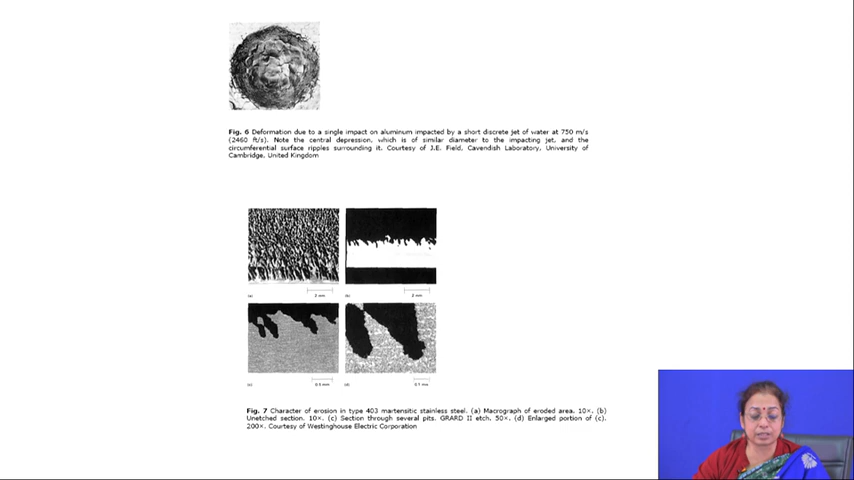 Fig. 6 Deformation due to a single impact on aluminum impacted by a short discrete jet of water at 750 m/s
(2460 ft/s). Note the central depression, which is of similar diameter to the impacting jet, and the
circumferential surface ripples surrounding it. Courtesy of J.E. Field, Cavendish Laboratory, University of
Cambridge, United Kingdom
(a) 2 mm (b) 2 mm
(c) 0.5 mm (d) 0.1 mm
Fig. 7 Character of erosion in type 403 martensitic stainless steel. (a) Macrograph of eroded area. 10×. (b)
Unetched section. 10×. (c) Section through several pits. GRARD II etch. 50×. (d) Enlarged portion of (c).
200×. Courtesy of Westinghouse Electric Corporation